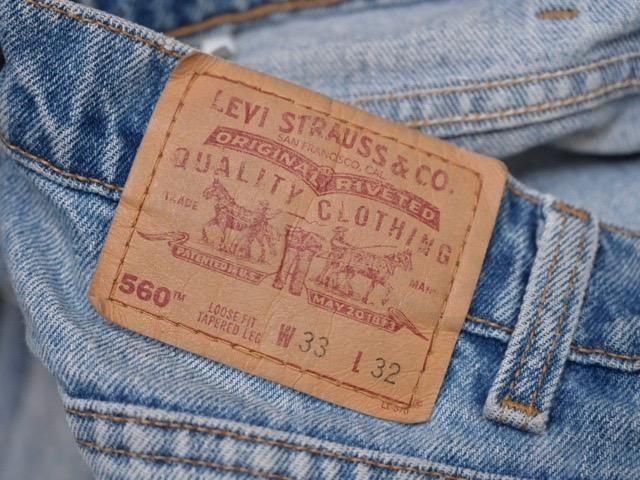 LEVI STRAUSS & CO.
SAN FRANCISCO, CAL.
ORIGINAL RIVETED
QUALITY CLOTHING
TRADE MARK
PATENTED IN U.S. MAY 20 1873
560™ LOOSE FIT W 33 L 32
TAPERED LEG